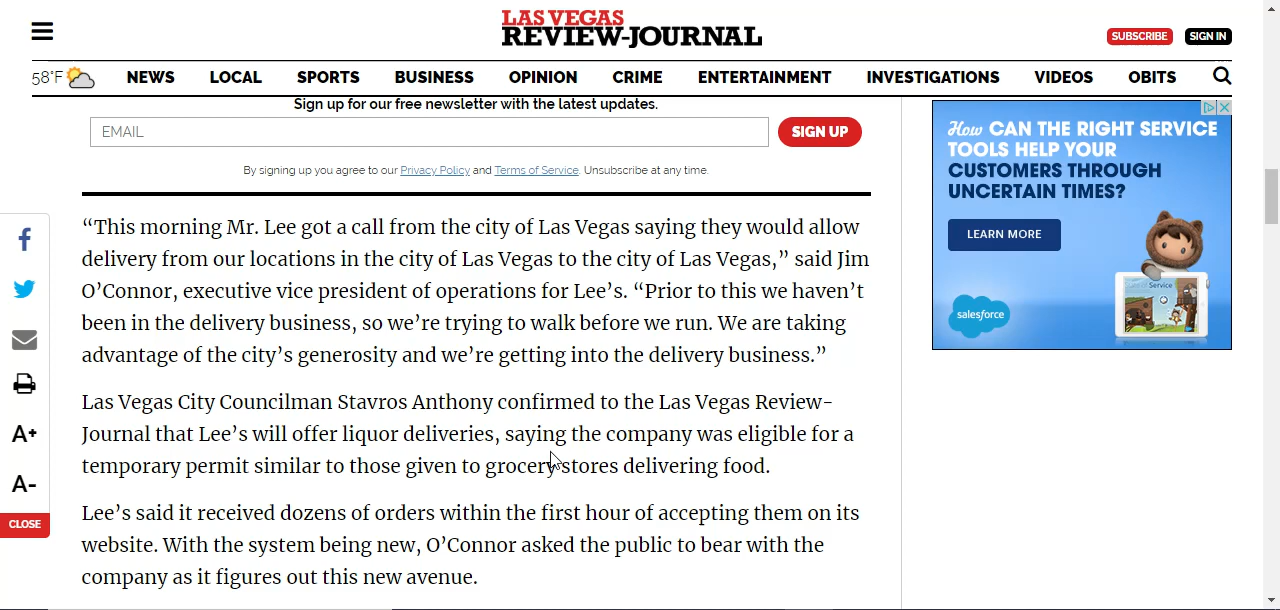 LAS VEGAS
REVIEW-JOURNAL
SUBSCRIBE
SIGN IN
58°F
NEWS
LOCAL
SPORTS
BUSINESS
OPINION
CRIME
ENTERTAINMENT
INVESTIGATIONS
VIDEOS
OBITS
Sign up for our free newsletter with the latest updates.
EMAIL
SIGN UP
By signing up you agree to our Privacy Policy and Terms of Service. Unsubscribe at any time.
“This morning Mr. Lee got a call from the city of Las Vegas saying they would allow
delivery from our locations in the city of Las Vegas to the city of Las Vegas,” said Jim
O’Connor, executive vice president of operations for Lee’s. “Prior to this we haven’t
been in the delivery business, so we’re trying to walk before we run. We are taking
advantage of the city’s generosity and we’re getting into the delivery business.”
Las Vegas City Councilman Stavros Anthony confirmed to the Las Vegas Review-
Journal that Lee’s will offer liquor deliveries, saying the company was eligible for a
temporary permit similar to those given to grocery stores delivering food.
Lee’s said it received dozens of orders within the first hour of accepting them on its
website. With the system being new, O’Connor asked the public to bear with the
company as it figures out this new avenue.
A+
A-
CLOSE
How CAN THE RIGHT SERVICE
TOOLS HELP YOUR
CUSTOMERS THROUGH
UNCERTAIN TIMES?
LEARN MORE
salesforce